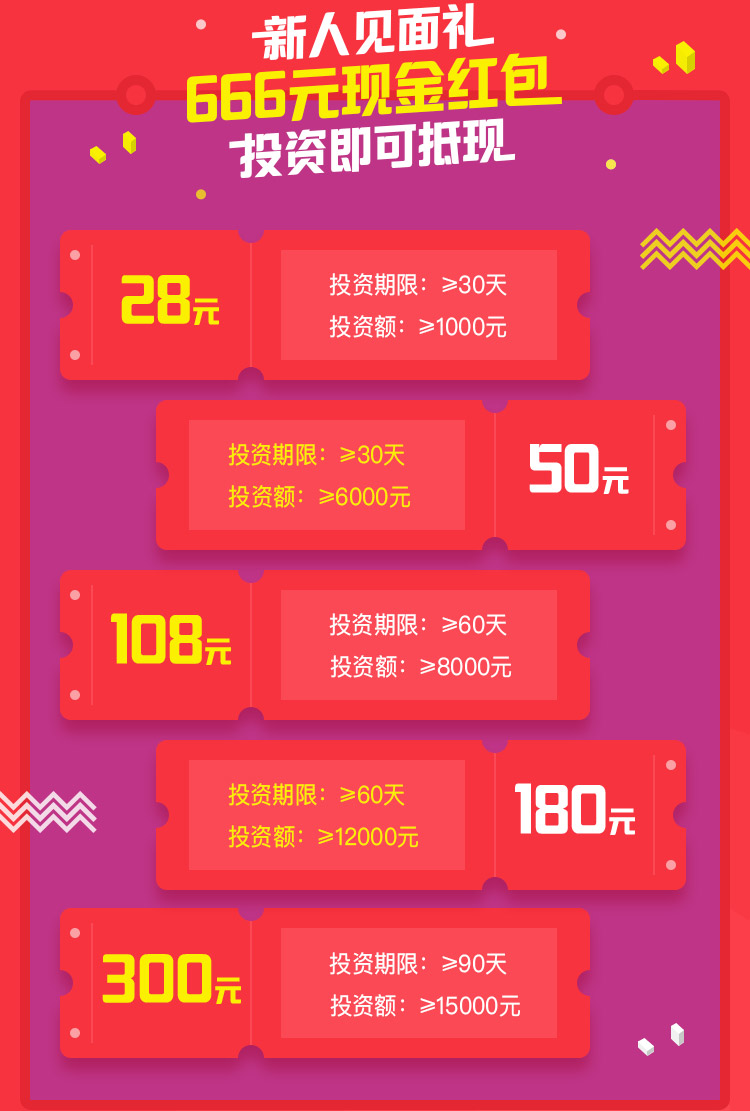 新人见面礼
666元现金红包
投资即可抵现
28元
投资期限：≥30天
投资额：≥1000元
投资期限：≥30天
投资额：≥6000元
50元
108元
投资期限：≥60天
投资额：≥8000元
投资期限：≥60天
投资额：≥12000元
180元
300元
投资期限：≥90天
投资额：≥15000元